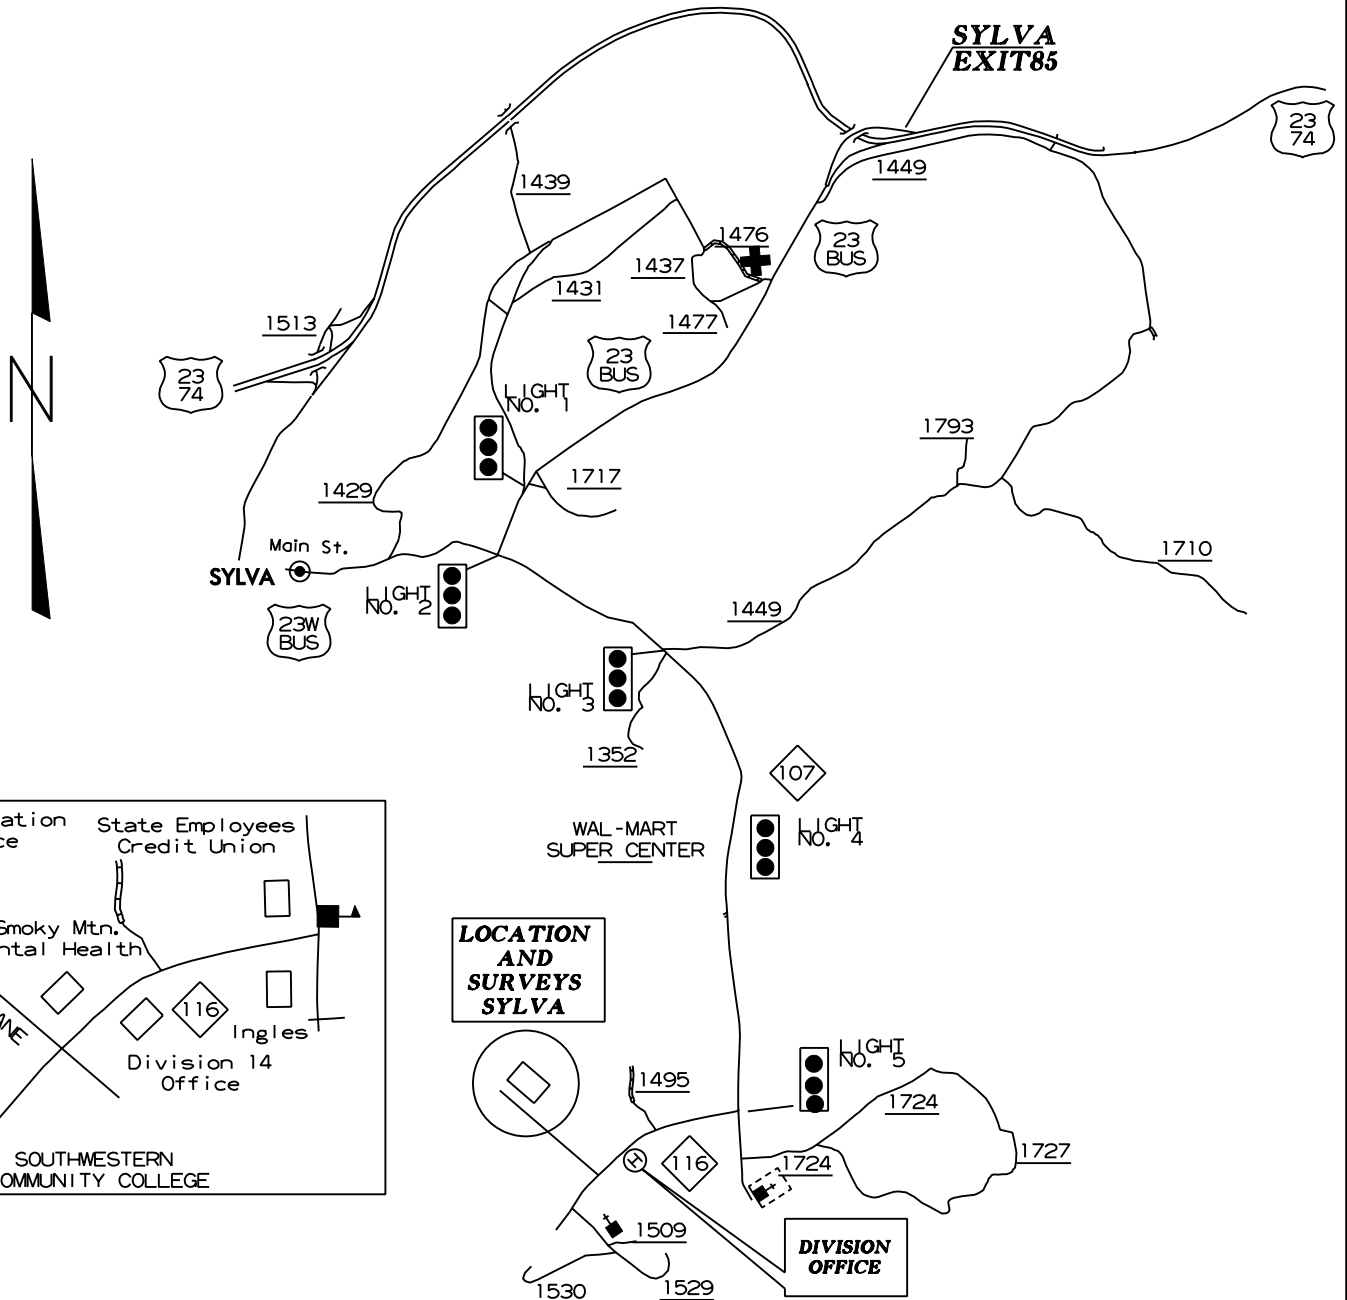 SYLVA
EXIT85
23
74
1449
1439
1476
23
BUS
1437
1431
1477
1513
23
74
23
BUS
N
LIGHT
NO. 1
1793
1717
1429
Main St.
SYLVA
1710
LIGHT
NO. 2
23W
BUS
1449
LIGHT
NO. 3
1352
107
WAL-MART
SUPER CENTER
LIGHT
NO. 4
ation
ce
State Employees
Credit Union
Smoky Mtn.
ntal Health
116
Ingles
ANE
Division 14
Office
SOUTHWESTERN
OMMUNITY COLLEGE
LOCATION
AND
SURVEYS
SYLVA
LIGHT
NO. 5
1495
1724
H
116
1724
1727
1509
DIVISION
OFFICE
1530
1529